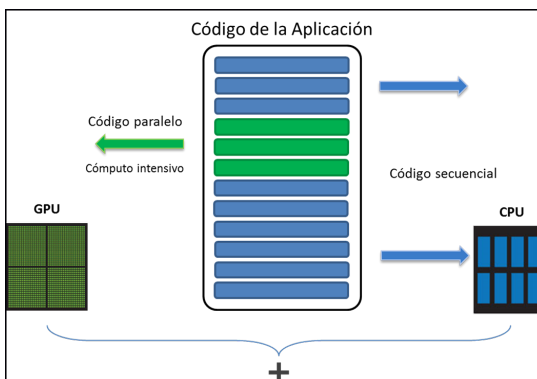 Código de la Aplicación
Código paralelo
Cómputo intensivo
Código secuencial
GPU
CPU
+